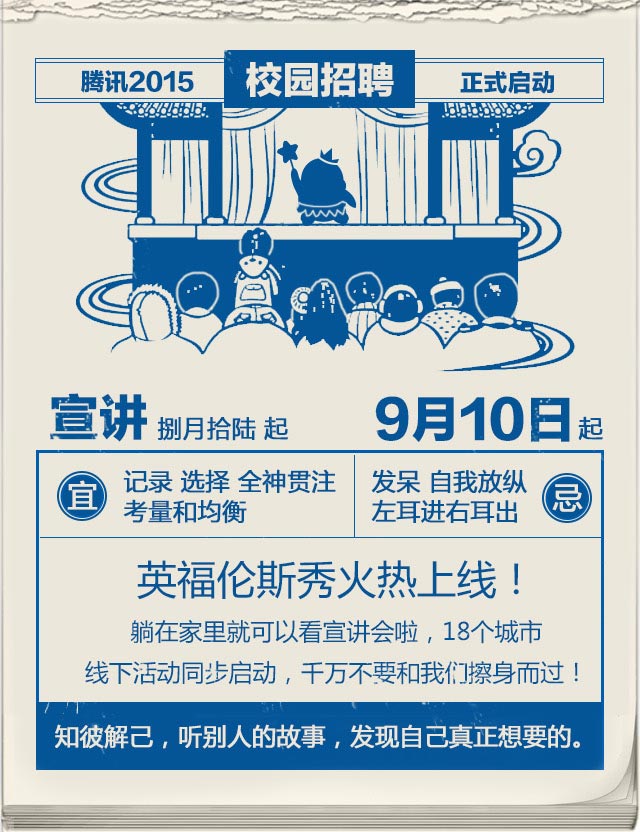 腾讯2015 校园招聘 正式启动
宣讲 捌月拾陆 起 9月10日起
宜 记录 选择 全神贯注
考量和均衡
发呆 自我放纵 忌
左耳进右耳出
英福伦斯秀火热上线！
躺在家里就可以看宣讲会啦，18个城市
线下活动同步启动，千万不要和我们擦身而过！
知彼解己，听别人的故事，发现自己真正想要的。